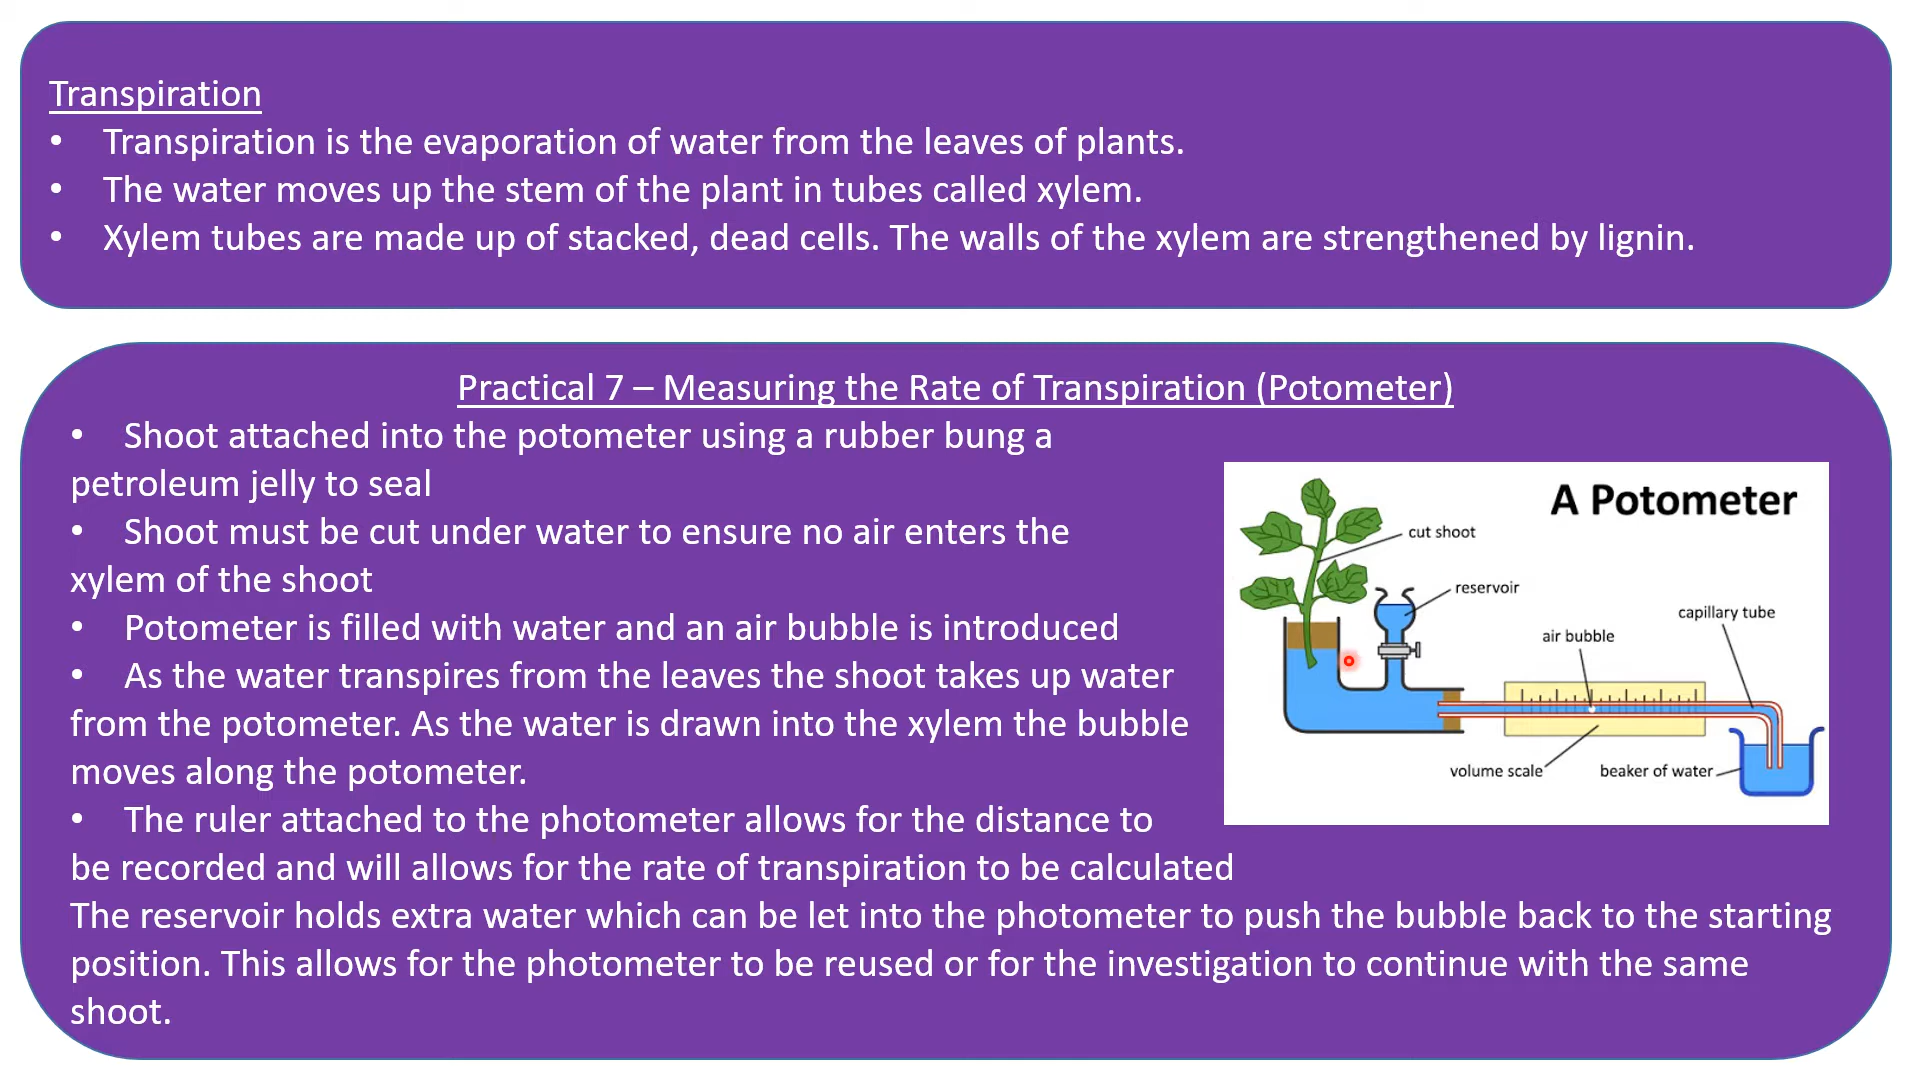 Transpiration
• Transpiration is the evaporation of water from the leaves of plants.
• The water moves up the stem of the plant in tubes called xylem.
• Xylem tubes are made up of stacked, dead cells. The walls of the xylem are strengthened by lignin.
Practical 7 – Measuring the Rate of Transpiration (Potometer)
• Shoot attached into the potometer using a rubber bung a
petroleum jelly to seal
• Shoot must be cut under water to ensure no air enters the
xylem of the shoot
• Potometer is filled with water and an air bubble is introduced
• As the water transpires from the leaves the shoot takes up water
from the potometer. As the water is drawn into the xylem the bubble
moves along the potometer.
• The ruler attached to the photometer allows for the distance to
be recorded and will allows for the rate of transpiration to be calculated
The reservoir holds extra water which can be let into the photometer to push the bubble back to the starting
position. This allows for the photometer to be reused or for the investigation to continue with the same
shoot.
A Potometer
cut shoot
reservoir
capillary tube
air bubble
volume scale
beaker of water